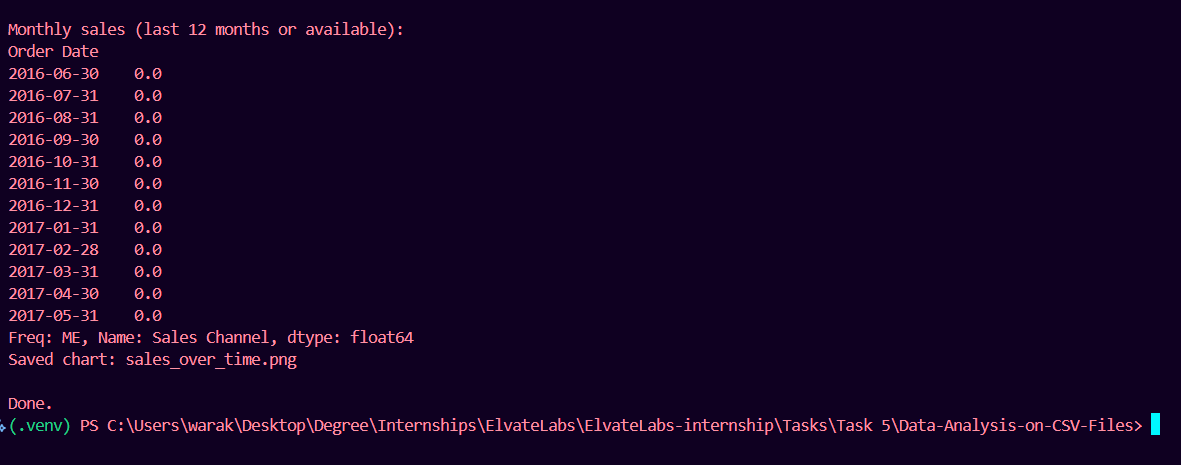 Monthly sales (last 12 months or available):
Order Date
2016-06-30    0.0
2016-07-31    0.0
2016-08-31    0.0
2016-09-30    0.0
2016-10-31    0.0
2016-11-30    0.0
2016-12-31    0.0
2017-01-31    0.0
2017-02-28    0.0
2017-03-31    0.0
2017-04-30    0.0
2017-05-31    0.0
Freq: ME, Name: Sales Channel, dtype: float64
Saved chart: sales_over_time.png
Done.
(.venv) PS C:\Users\warak\Desktop\Degree\Internships\ElvateLabs\ElvateLabs-internship\Tasks\Task 5\Data-Analysis-on-CSV-Files>